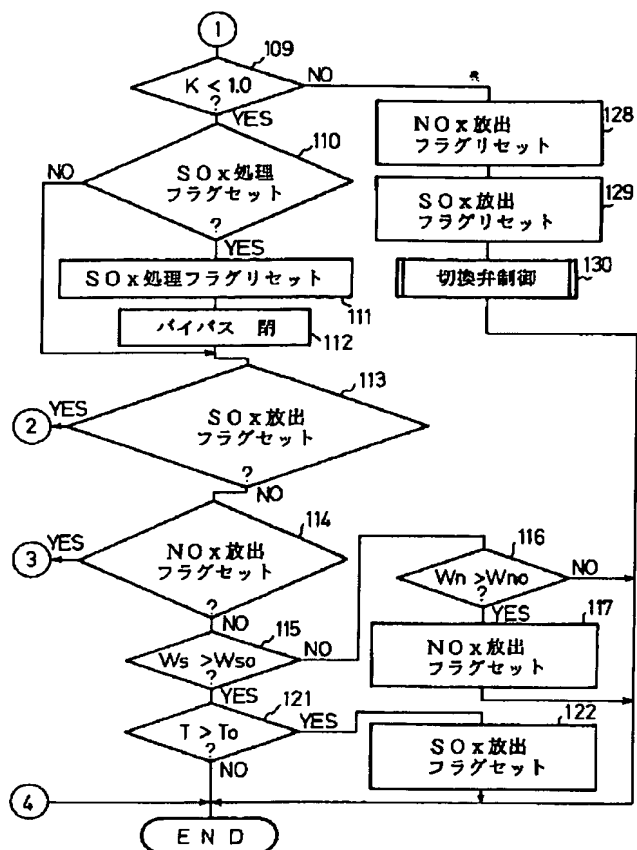 1
109
K < 1.0
?
NO
YES
110
NO
SOx処理
フラグセット
?
YES
SOx処理フラグリセット
111
バイパス 閉
112
113
YES
2
SOx放出
フラグセット
?
NO
114
YES
3
NOx放出
フラグセット
?
NO
115
Ws >Wso
?
NO
YES
116
Wn >Wno
?
NO
YES
117
NOx放出
フラグセット
121
T > To
?
YES
NO
122
SOx放出
フラグセット
128
NOx放出
フラグリセット
129
SOx放出
フラグリセット
130
切換弁制御
4
END